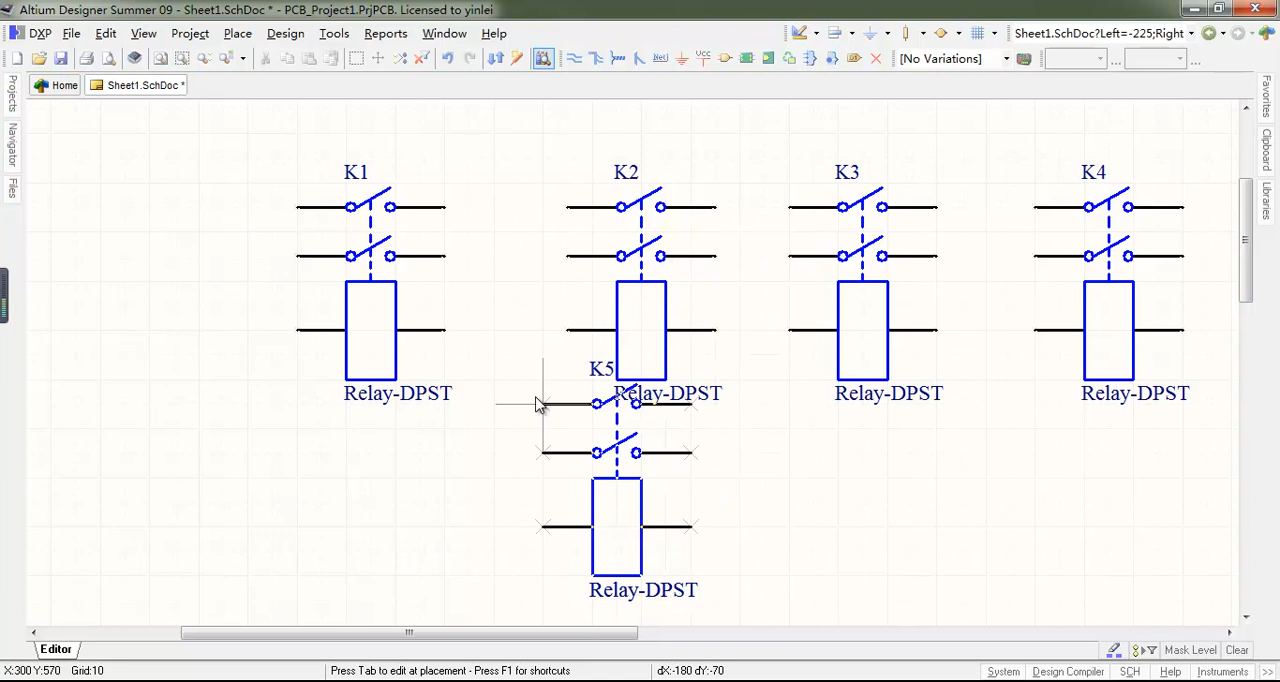 Altium Designer Summer 09 - Sheet1.SchDoc * - PCB_Project1.PrjPCB. Licensed to yinlei
DXP File Edit View Project Place Design Tools Reports Window Help Sheet1.SchDoc?Left=-225;Right
Net VCC [No Variations] ... ...
Home Sheet1.SchDoc *
Projects
Navigator
Files
Favorites
Clipboard
Libraries
K1 K2 K3 K4
Relay-DPST Relay-DPST Relay-DPST Relay-DPST
K5
Relay-DPST
Editor Mask Level Clear
X:300 Y:570 Grid:10 Press Tab to edit at placement - Press F1 for shortcuts dX:-180 dY:-70 System Design Compiler SCH Help Instruments >>